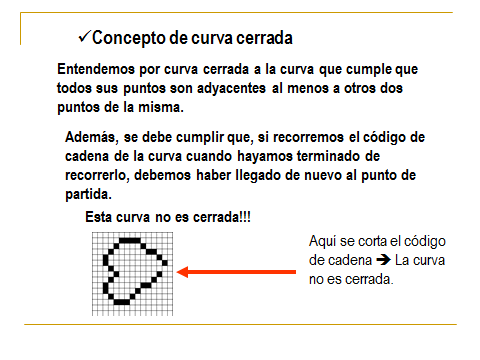 ✓Concepto de curva cerrada
Entendemos por curva cerrada a la curva que cumple que
todos sus puntos son adyacentes al menos a otros dos
puntos de la misma.
Además, se debe cumplir que, si recorremos el código de
cadena de la curva cuando hayamos terminado de
recorrerlo, debemos haber llegado de nuevo al punto de
partida.
Esta curva no es cerrada!!!
Aquí se corta el código
de cadena ➔ La curva
no es cerrada.